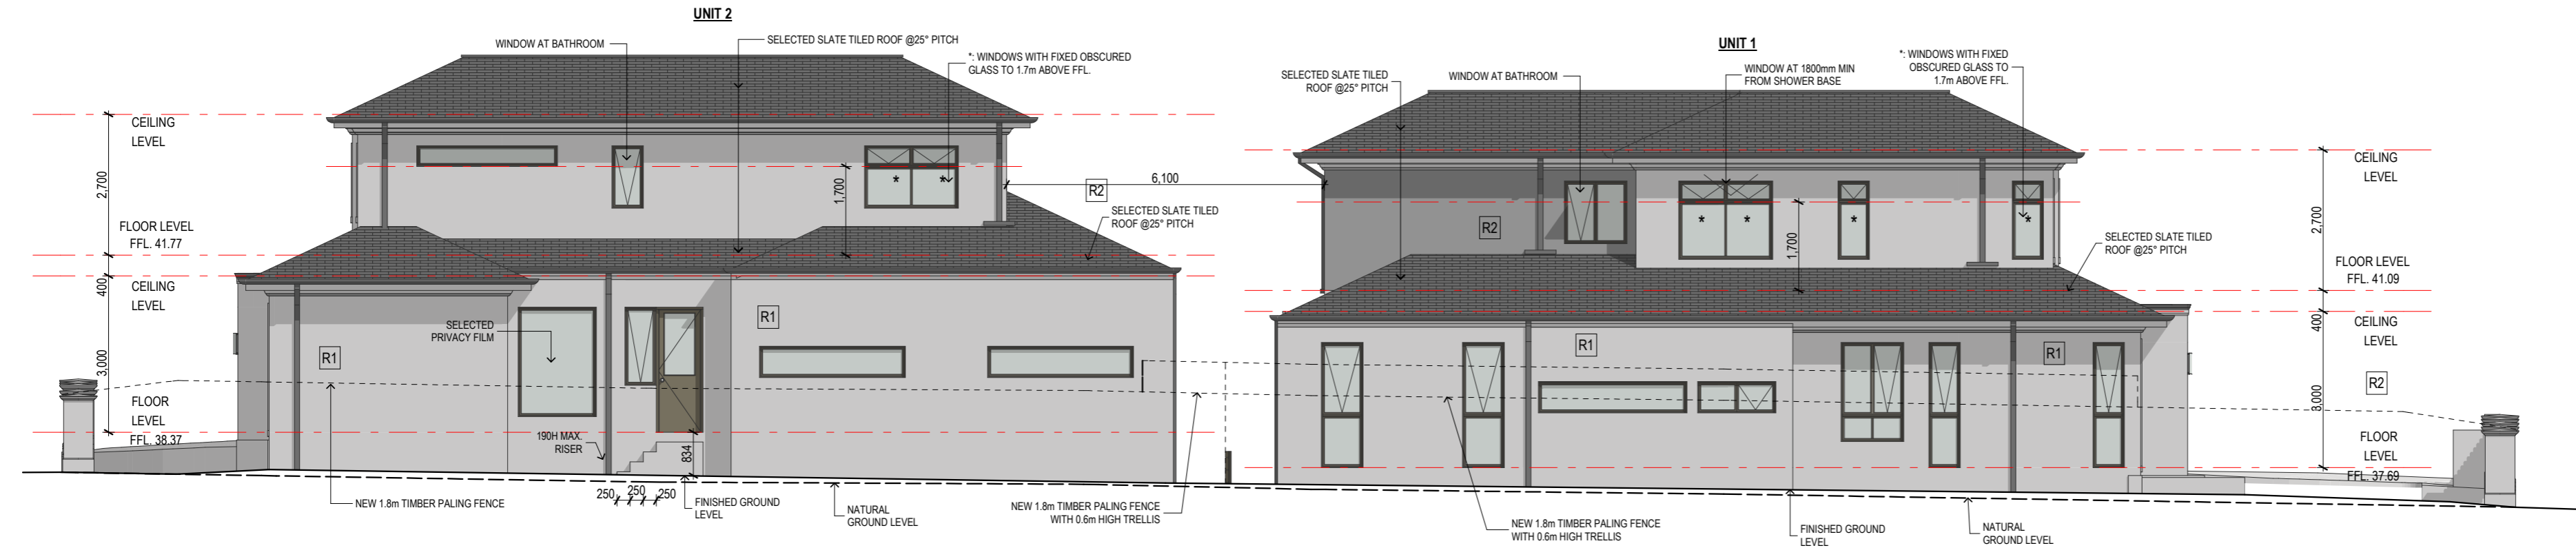 UNIT 2
WINDOW AT BATHROOM
SELECTED SLATE TILED ROOF @25° PITCH
*: WINDOWS WITH FIXED OBSCURED
GLASS TO 1.7m ABOVE FFL.
CEILING
LEVEL
2,700
FLOOR LEVEL
FFL. 41.77
400
CEILING
LEVEL
3,000
FLOOR
LEVEL
FFL. 38.37
* *
1,700
R2
6,100
SELECTED SLATE TILED
ROOF @25° PITCH
SELECTED
PRIVACY FILM
R1
R1
190H MAX.
RISER
834
250 250 250
NEW 1.8m TIMBER PALING FENCE
FINISHED GROUND
LEVEL
NATURAL
GROUND LEVEL
NEW 1.8m TIMBER PALING FENCE
WITH 0.6m HIGH TRELLIS
UNIT 1
SELECTED SLATE TILED
ROOF @25° PITCH
WINDOW AT BATHROOM
WINDOW AT 1800mm MIN
FROM SHOWER BASE
*: WINDOWS WITH FIXED
OBSCURED GLASS TO
1.7m ABOVE FFL.
R2
* * * *
1,700
SELECTED SLATE TILED
ROOF @25° PITCH
CEILING
LEVEL
2,700
FLOOR LEVEL
FFL. 41.09
400
CEILING
LEVEL
3,000
R2
FLOOR
LEVEL
FFL. 37.69
R1
R1
NEW 1.8m TIMBER PALING FENCE
WITH 0.6m HIGH TRELLIS
FINISHED GROUND
LEVEL
NATURAL
GROUND LEVEL